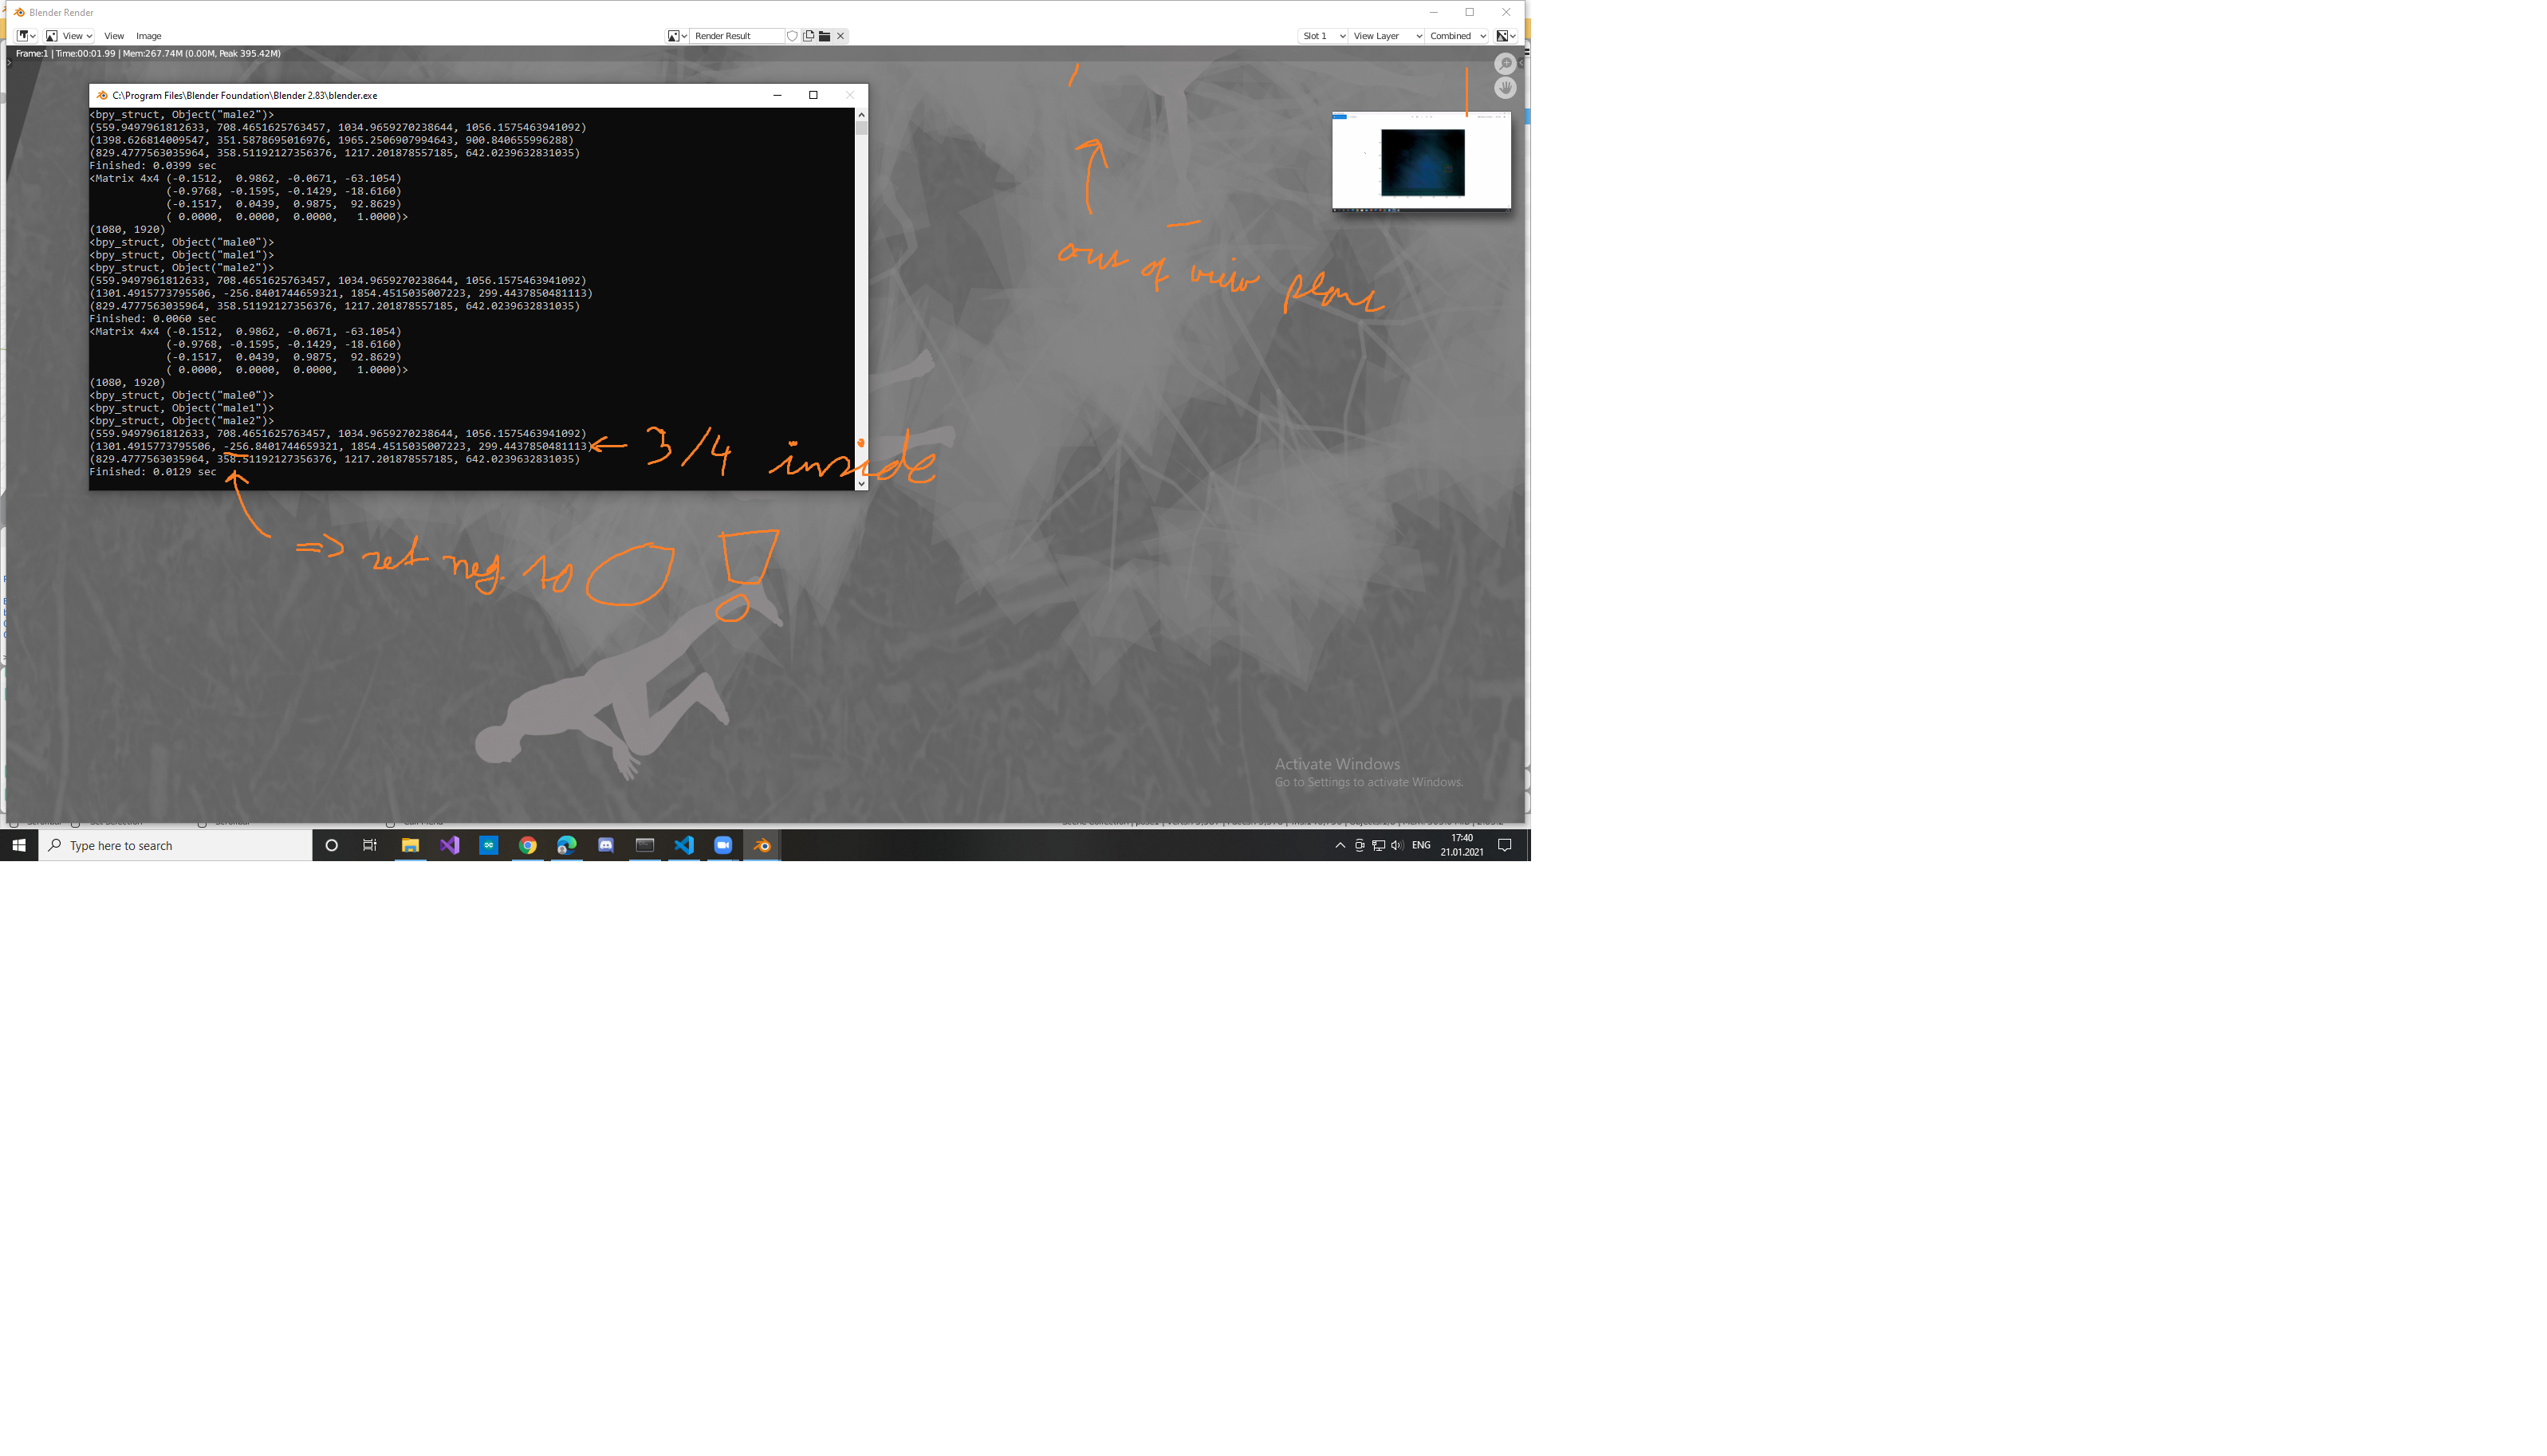 Blender Render
View View Image Render Result Slot 1 View Layer Combined
Frame:1 | Time:00:01.99 | Mem:267.74M (0.00M, Peak 395.42M)
C:\Program Files\Blender Foundation\Blender 2.83\blender.exe
<bpy_struct, Object("male2")>
(559.9497961812633, 708.4651625763457, 1034.9659270238644, 1056.1575463941092)
(1398.626814009547, 351.5878695016976, 1965.2506907994643, 900.840655996288)
(829.4777563035964, 358.51192127356376, 1217.201878557185, 642.0239632831035)
Finished: 0.0399 sec
<Matrix 4x4 (-0.1512,  0.9862, -0.0671, -63.1054)
(-0.9768, -0.1595, -0.1429, -18.6160)
(-0.1517,  0.0439,  0.9875,  92.8629)
( 0.0000,  0.0000,  0.0000,   1.0000)>
(1080, 1920)
<bpy_struct, Object("male0")>
<bpy_struct, Object("male1")>
<bpy_struct, Object("male2")>
(559.9497961812633, 708.4651625763457, 1034.9659270238644, 1056.1575463941092)
(1301.4915773795506, -256.8401744659321, 1854.4515035007223, 299.4437850481113)
(829.4777563035964, 358.51192127356376, 1217.201878557185, 642.0239632831035)
Finished: 0.0060 sec
<Matrix 4x4 (-0.1512,  0.9862, -0.0671, -63.1054)
(-0.9768, -0.1595, -0.1429, -18.6160)
(-0.1517,  0.0439,  0.9875,  92.8629)
( 0.0000,  0.0000,  0.0000,   1.0000)>
(1080, 1920)
<bpy_struct, Object("male0")>
<bpy_struct, Object("male1")>
<bpy_struct, Object("male2")>
(559.9497961812633, 708.4651625763457, 1034.9659270238644, 1056.1575463941092)
(1301.4915773795506, -256.8401744659321, 1854.4515035007223, 299.4437850481113)
(829.4777563035964, 358.51192127356376, 1217.201878557185, 642.0239632831035)
Finished: 0.0129 sec
out of view plane
3/4 inside
=> set neg. to 0 !
Activate Windows
Go to Settings to activate Windows.
Type here to search
ENG
17:40
21.01.2021